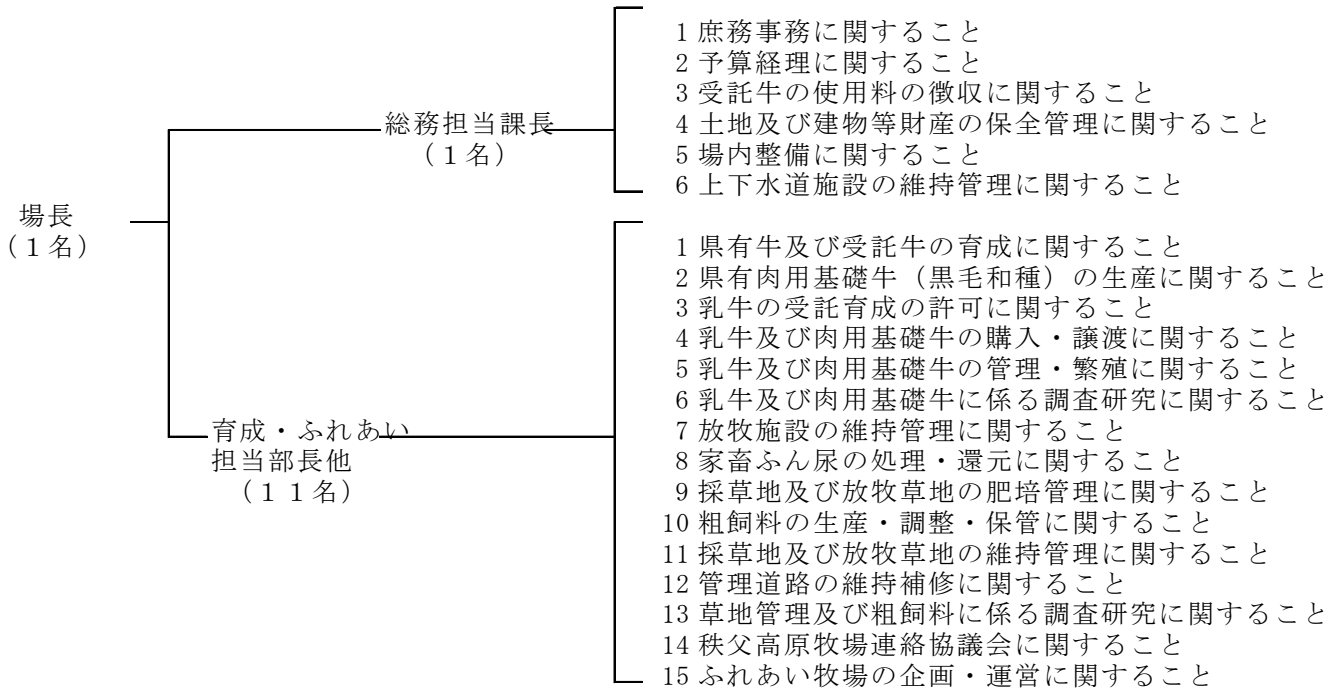 場長
（１名）
総務担当課長
（１名）
1 庶務事務に関すること
2 予算経理に関すること
3 受託牛の使用料の徴収に関すること
4 土地及び建物等財産の保全管理に関すること
5 場内整備に関すること
6 上下水道施設の維持管理に関すること
育成・ふれあい
担当部長他
（１１名）
1 県有牛及び受託牛の育成に関すること
2 県有肉用基礎牛（黒毛和種）の生産に関すること
3 乳牛の受託育成の許可に関すること
4 乳牛及び肉用基礎牛の購入・譲渡に関すること
5 乳牛及び肉用基礎牛の管理・繁殖に関すること
6 乳牛及び肉用基礎牛に係る調査研究に関すること
7 放牧施設の維持管理に関すること
8 家畜ふん尿の処理・還元に関すること
9 採草地及び放牧草地の肥培管理に関すること
10 粗飼料の生産・調整・保管に関すること
11 採草地及び放牧草地の維持管理に関すること
12 管理道路の維持補修に関すること
13 草地管理及び粗飼料に係る調査研究に関すること
14 秩父高原牧場連絡協議会に関すること
15 ふれあい牧場の企画・運営に関すること